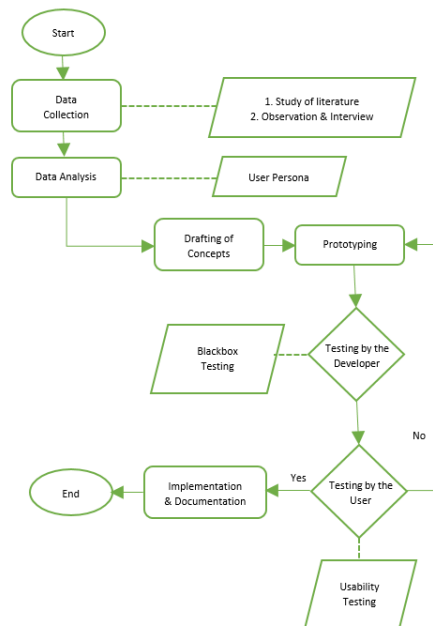 Start
Data
Collection
1. Study of literature
2. Observation & Interview
Data Analysis
User Persona
Drafting of
Concepts
Prototyping
Blackbox
Testing
Testing by the
Developer
No
End
Implementation
& Documentation
Yes
Testing by the
User
Usability
Testing